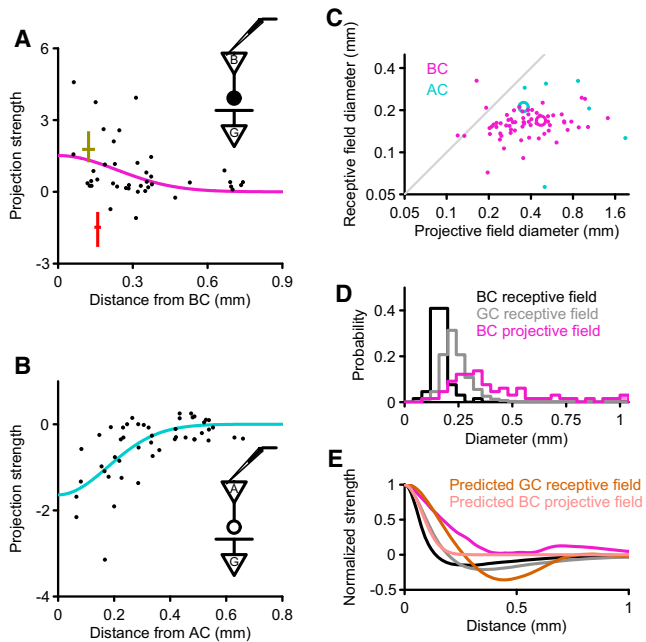 A
Projection strength
6
3
0
-3
0
0.3
0.6
0.9
Distance from BC (mm)
B
G
B
Projection strength
0
-2
-4
0
0.2
0.4
0.6
0.8
Distance from AC (mm)
A
G
C
Receptive field diameter (mm)
0.4
0.2
0.1
0.05
BC
AC
0.05
0.1
0.2
0.4
0.8
1.6
Projective field diameter (mm)
D
Probability
0.4
0.2
0
BC receptive field
GC receptive field
BC projective field
0
0.25
0.5
0.75
1
Diameter (mm)
E
Normalized strength
1
0.5
0
-0.5
Predicted GC receptive field
Predicted BC projective field
0
0.5
1
Distance (mm)